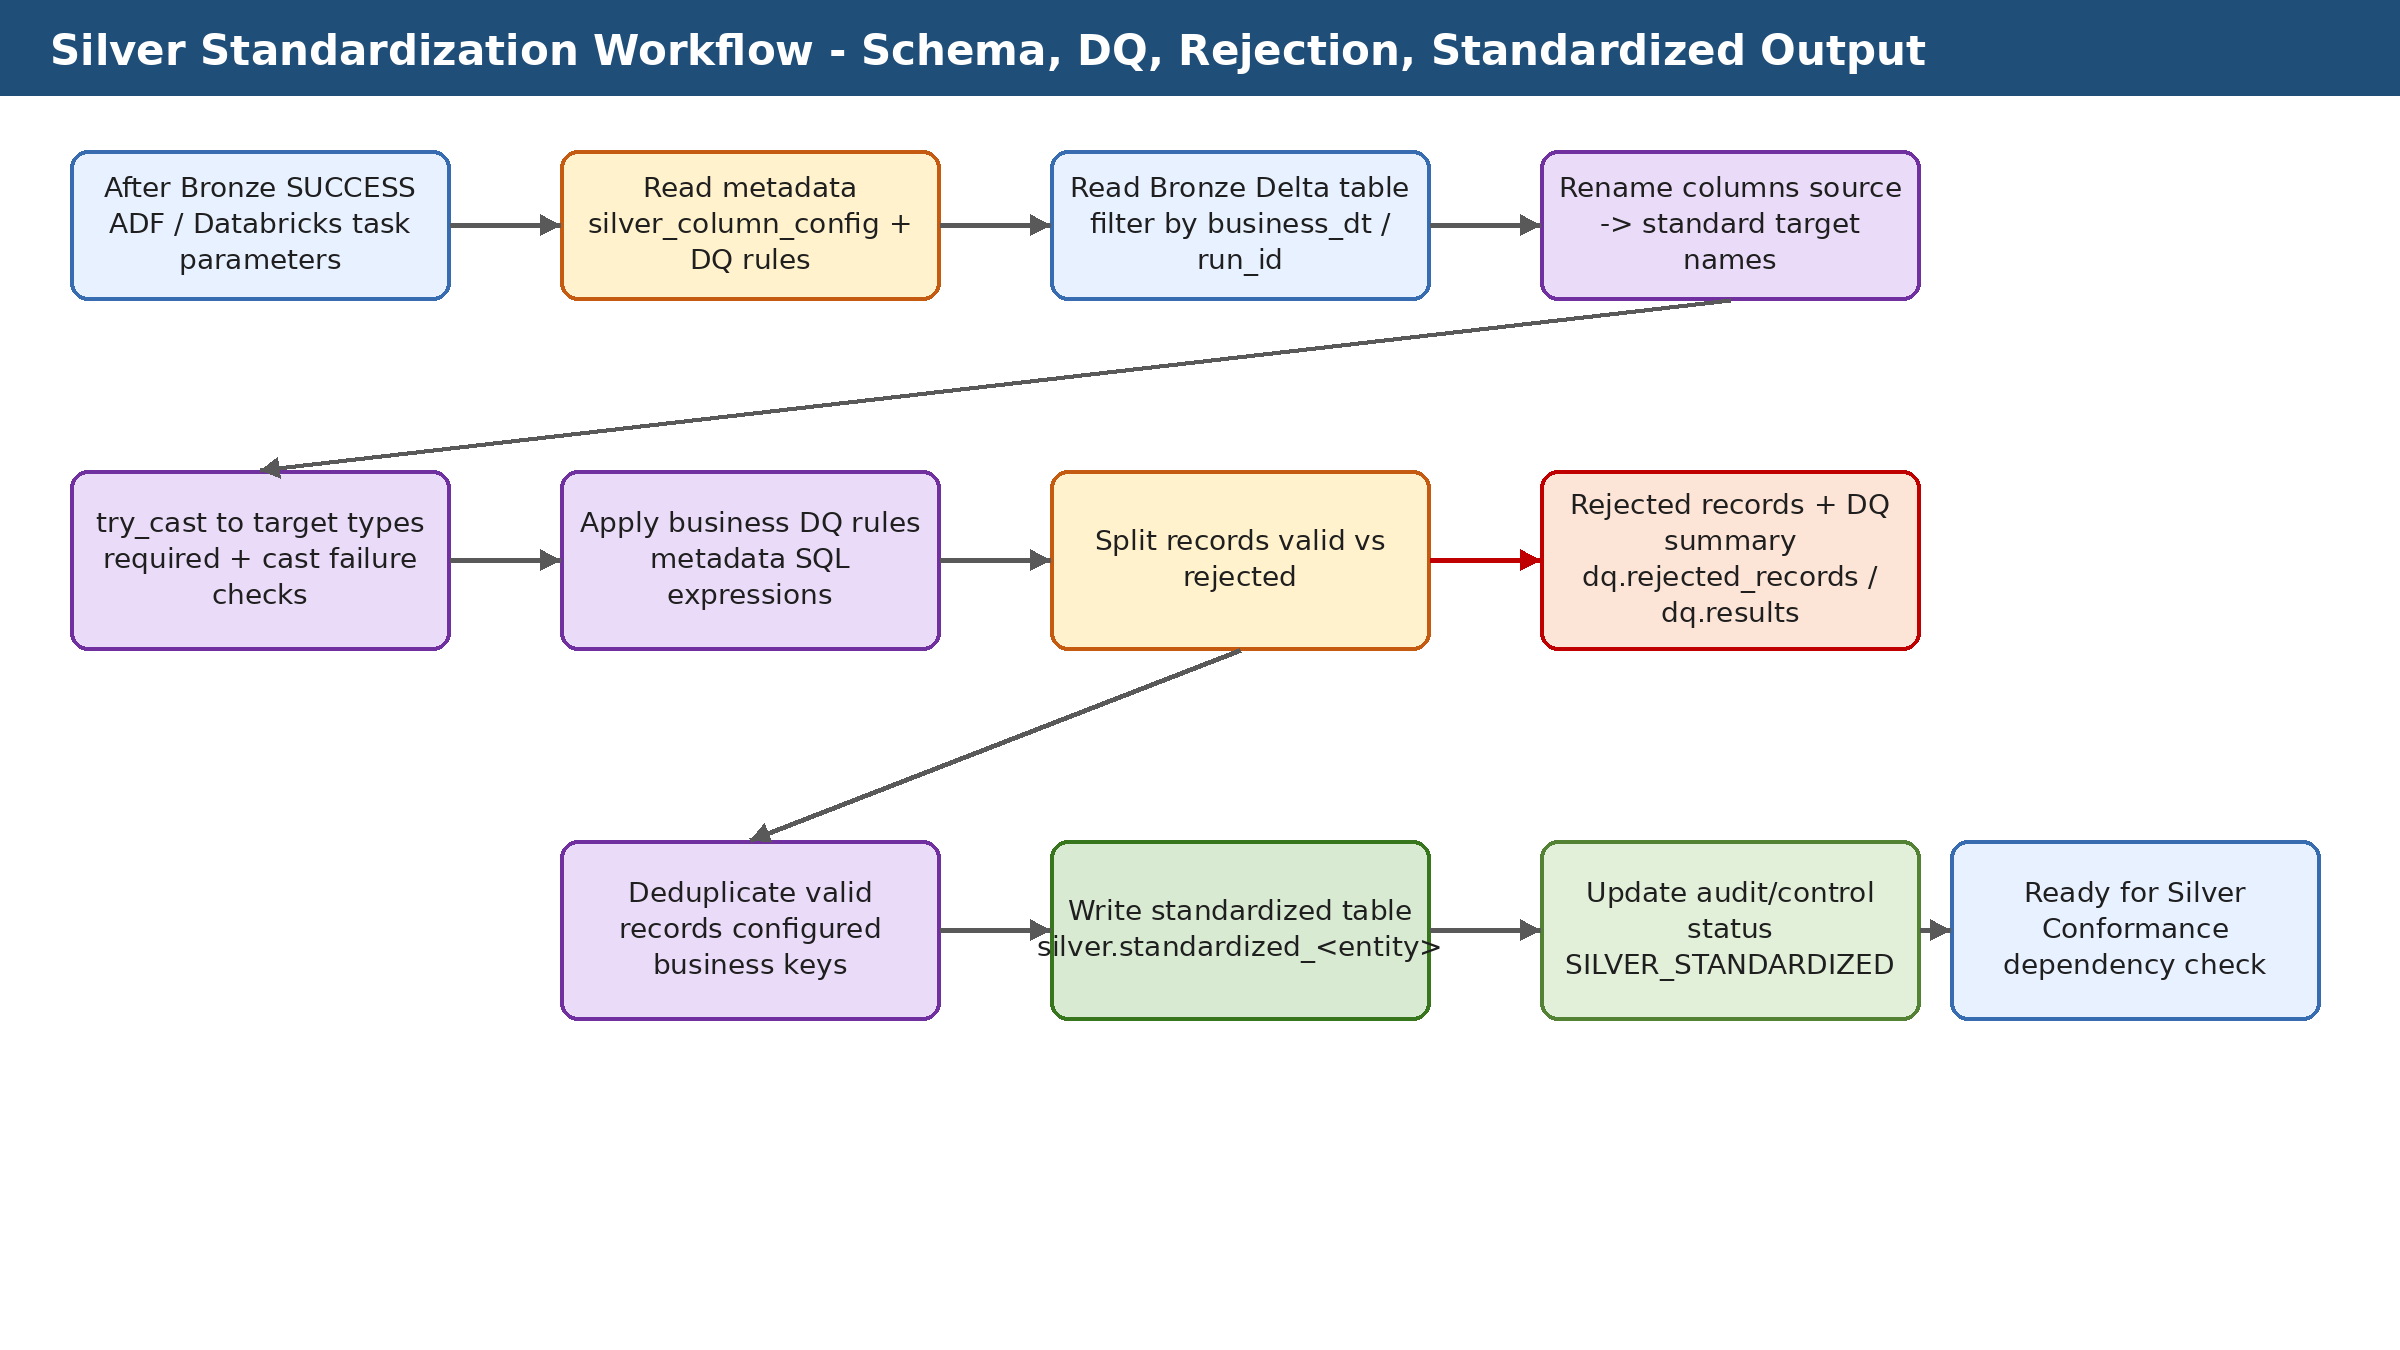 Silver Standardization Workflow - Schema, DQ, Rejection, Standardized Output
After Bronze SUCCESS
ADF / Databricks task
parameters
Read metadata
silver_column_config +
DQ rules
Read Bronze Delta table
filter by business_dt /
run_id
Rename columns source
-> standard target
names
try_cast to target types
required + cast failure
checks
Apply business DQ rules
metadata SQL
expressions
Split records valid vs
rejected
Rejected records + DQ
summary
dq.rejected_records /
dq.results
Deduplicate valid
records configured
business keys
Write standardized table
silver.standardized_<entity>
Update audit/control
status
SILVER_STANDARDIZED
Ready for Silver
Conformance
dependency check